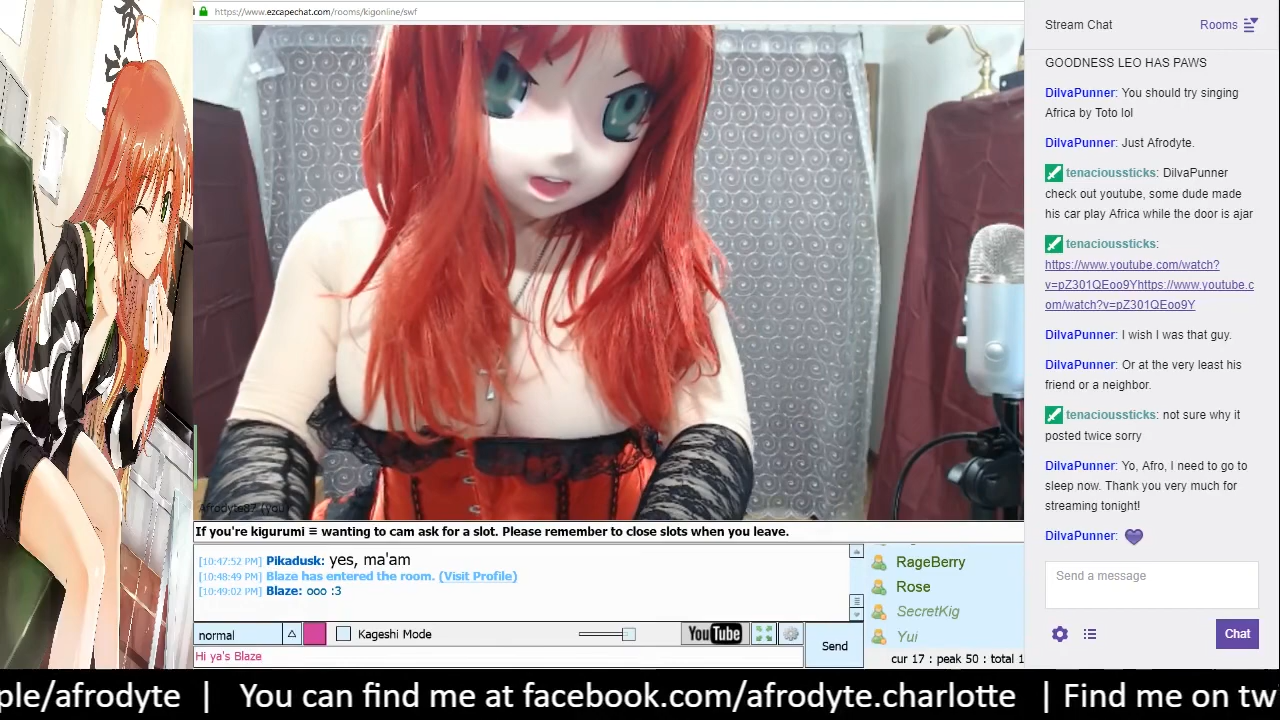 https://www.ezcapechat.com/rooms/kigonline/swf
Afrodyte87 (you)
If you're kigurumi ≡ wanting to cam ask for a slot. Please remember to close slots when you leave.
[10:47:52 PM] Pikadusk: yes, ma'am
[10:48:49 PM] Blaze has entered the room. (Visit Profile)
[10:49:02 PM] Blaze: ooo :3
RageBerry
Rose
SecretKig
Yui
normal
Kageshi Mode
YouTube
Send
Hi ya's Blaze
cur 17 : peak 50 : total 1
Stream Chat
Rooms
GOODNESS LEO HAS PAWS
DilvaPunner: You should try singing
Africa by Toto lol
DilvaPunner: Just Afrodyte.
tenacioussticks: DilvaPunner
check out youtube, some dude made
his car play Africa while the door is ajar
tenacioussticks:
https://www.youtube.com/watch?
v=pZ301QEoo9Yhttps://www.youtube.c
om/watch?v=pZ301QEoo9Y
DilvaPunner: I wish I was that guy.
DilvaPunner: Or at the very least his
friend or a neighbor.
tenacioussticks: not sure why it
posted twice sorry
DilvaPunner: Yo, Afro, I need to go to
sleep now. Thank you very much for
streaming tonight!
DilvaPunner: 💜
Send a message
Chat
ple/afrodyte | You can find me at facebook.com/afrodyte.charlotte | Find me on tw